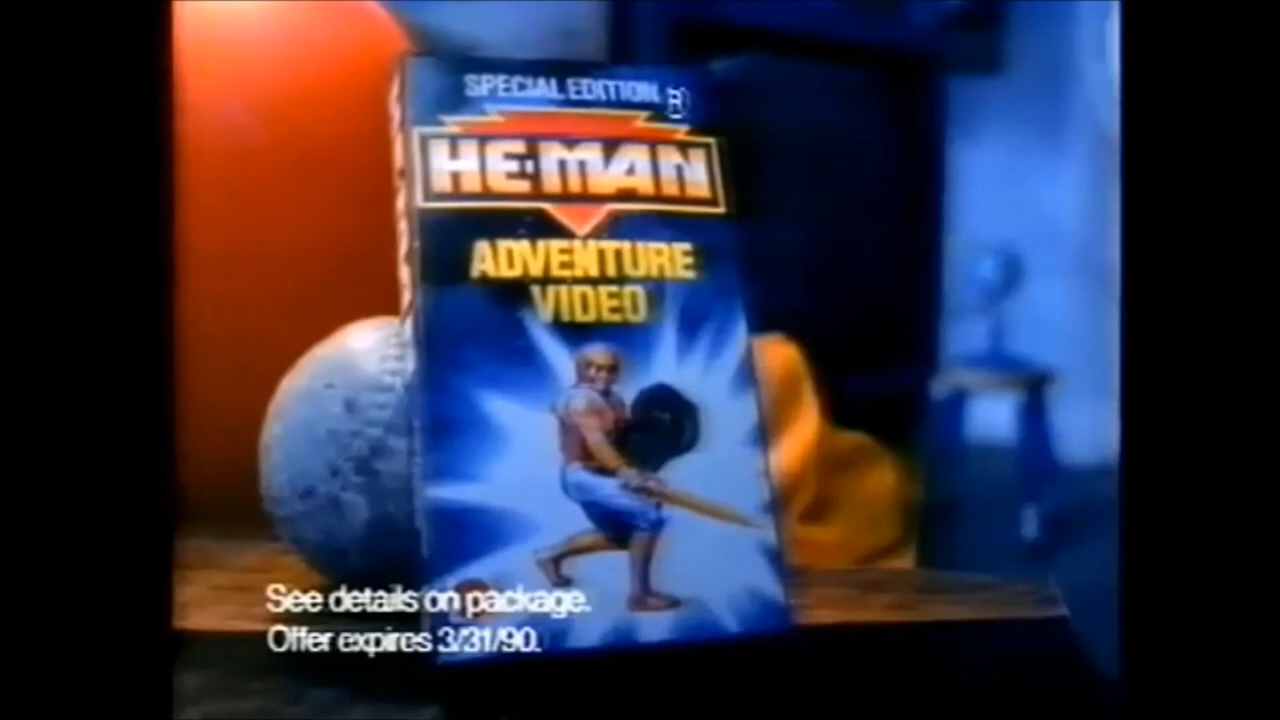 SPECIAL EDITION
HE-MAN
ADVENTURE
VIDEO
See details on package.
Offer expires 3/31/90.